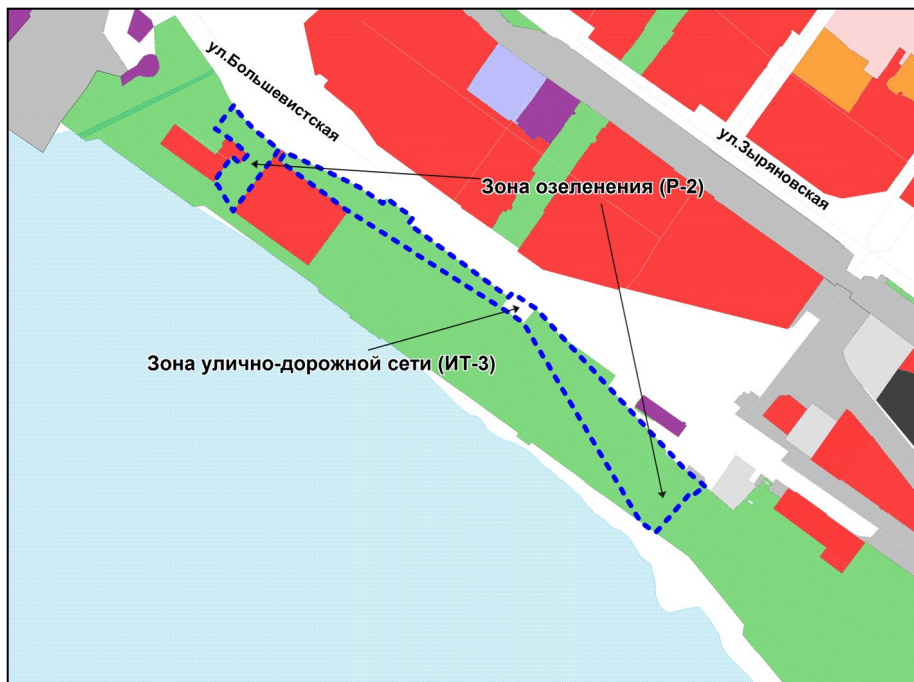 ул.Большевистская
ул.Зыряновская
Зона озеленения (Р-2)
Зона улично-дорожной сети (ИТ-3)